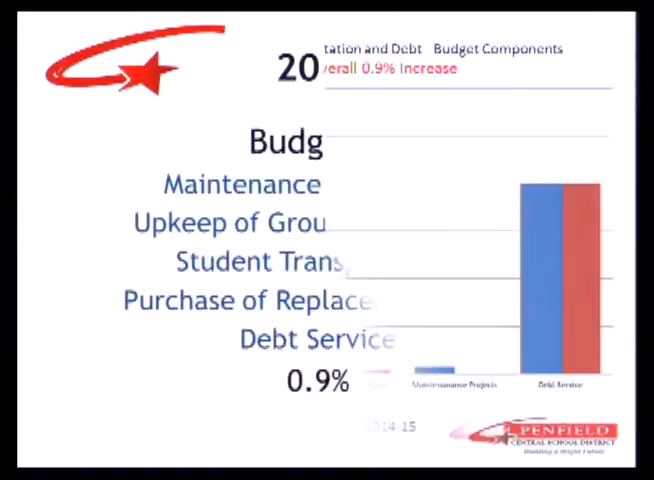 20
tation and Debt - Budget Components
erall 0.9% Increase
Budg
Maintenance
Upkeep of Grou
Student Trans
Purchase of Replace
Debt Service
0.9%
Maintenance Projects
Debt Service
2014-15
PENFIELD
CENTRAL SCHOOL DISTRICT
Building a Bright Future